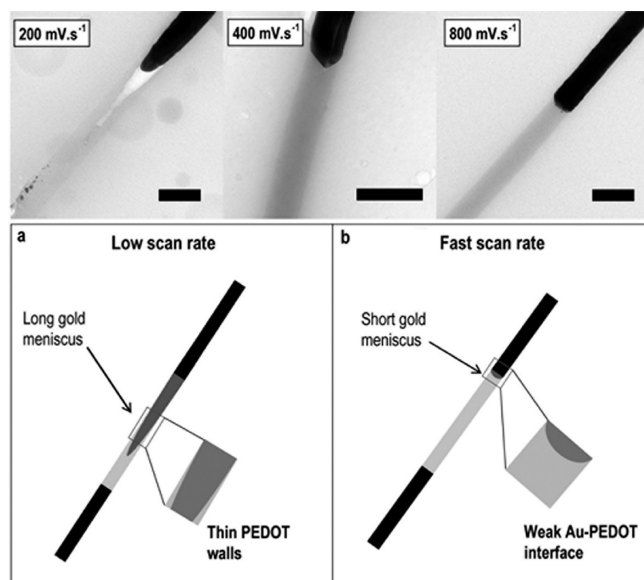 200 mV.s-1
400 mV.s-1
800 mV.s-1
a
Low scan rate
Long gold
meniscus
Thin PEDOT
walls
b
Fast scan rate
Short gold
meniscus
Weak Au-PEDOT
interface